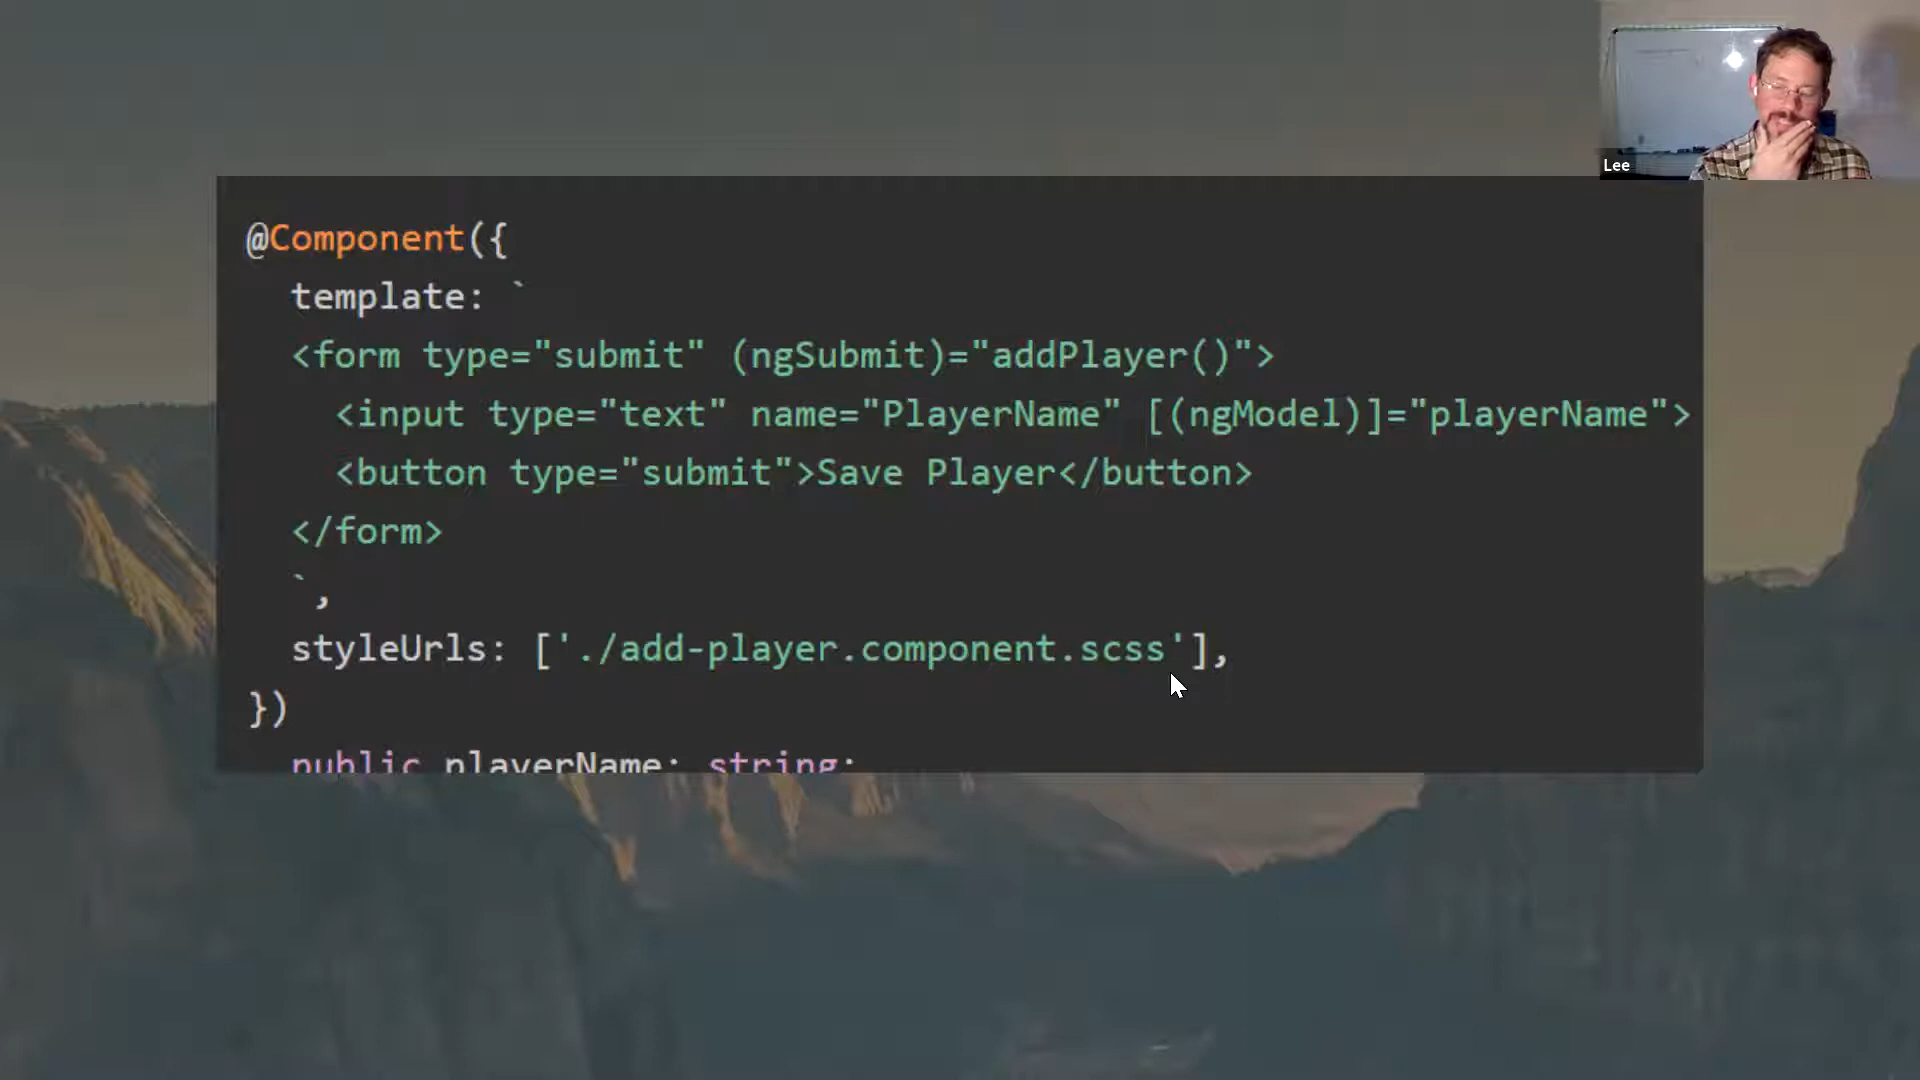 Lee
@Component({
template: `
<form type="submit" (ngSubmit)="addPlayer()">
<input type="text" name="PlayerName" [(ngModel)]="playerName">
<button type="submit">Save Player</button>
</form>
`,
styleUrls: ['./add-player.component.scss'],
})
public playerName: string;